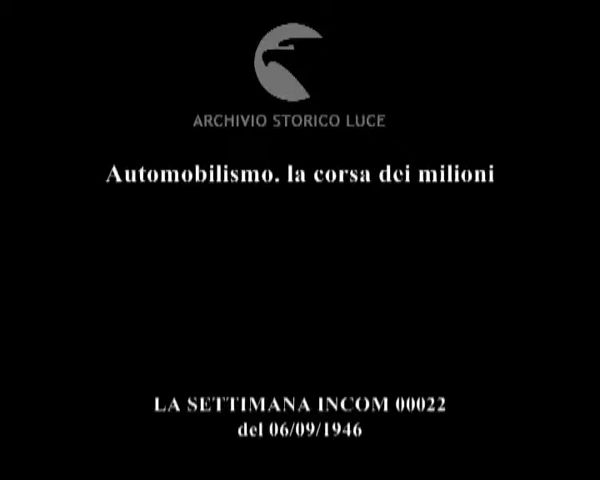 ARCHIVIO STORICO LUCE
Automobilismo. la corsa dei milioni
LA SETTIMANA INCOM 00022
del 06/09/1946